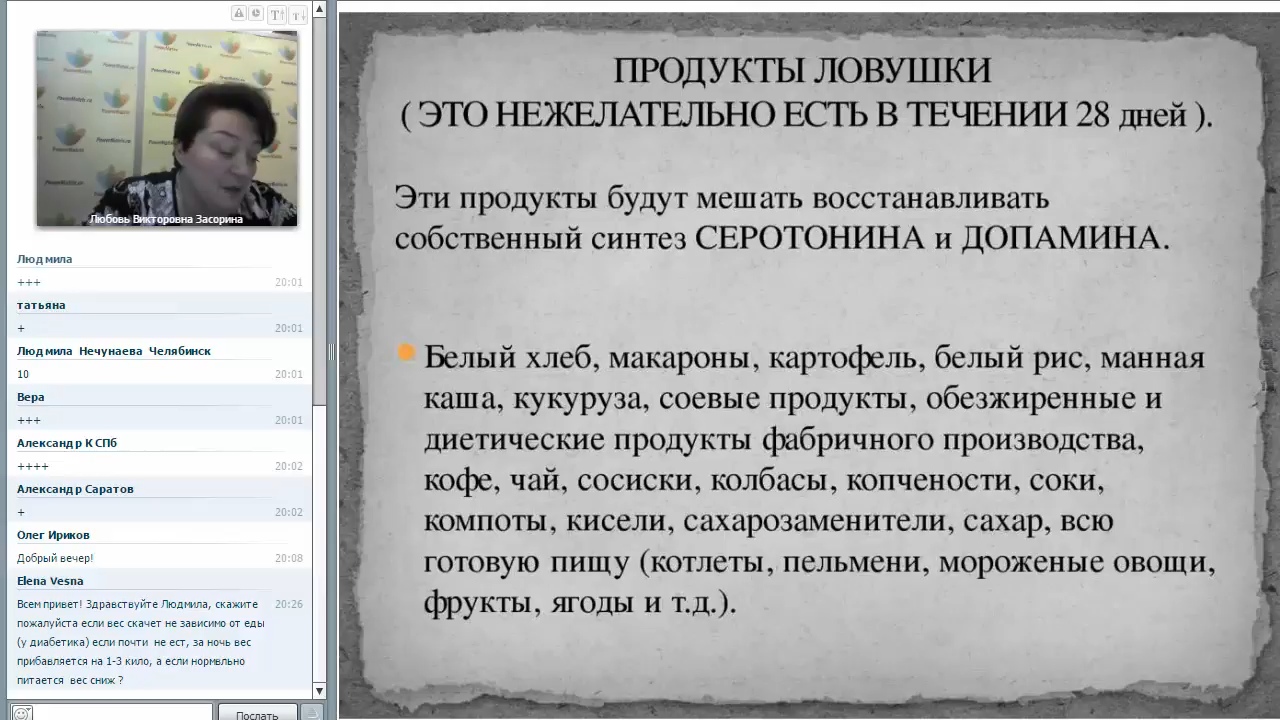 Любовь Викторовна Засорина
Людмила
+++ 20:01
татьяна
+ 20:01
Людмила Нечунаева Челябинск
10 20:01
Вера
+++ 20:01
Александр К СПб
++++ 20:02
Александр Саратов
+ 20:02
Олег Ириков
Добрый вечер! 20:08
Elena Vesna
Всем привет! Здравствуйте Людмила, скажите 20:26
пожалуйста если вес скачет не зависимо от еды
(у диабетика) если почти не ест, за ночь вес
прибавляется на 1-3 кило, а если нормвльно
питается вес сниж ?
Послать
ПРОДУКТЫ ЛОВУШКИ
( ЭТО НЕЖЕЛАТЕЛЬНО ЕСТЬ В ТЕЧЕНИИ 28 дней ).
Эти продукты будут мешать восстанавливать
собственный синтез СЕРОТОНИНА и ДОПАМИНА.
Белый хлеб, макароны, картофель, белый рис, манная
каша, кукуруза, соевые продукты, обезжиренные и
диетические продукты фабричного производства,
кофе, чай, сосиски, колбасы, копчености, соки,
компоты, кисели, сахарозаменители, сахар, всю
готовую пищу (котлеты, пельмени, мороженые овощи,
фрукты, ягоды и т.д.).